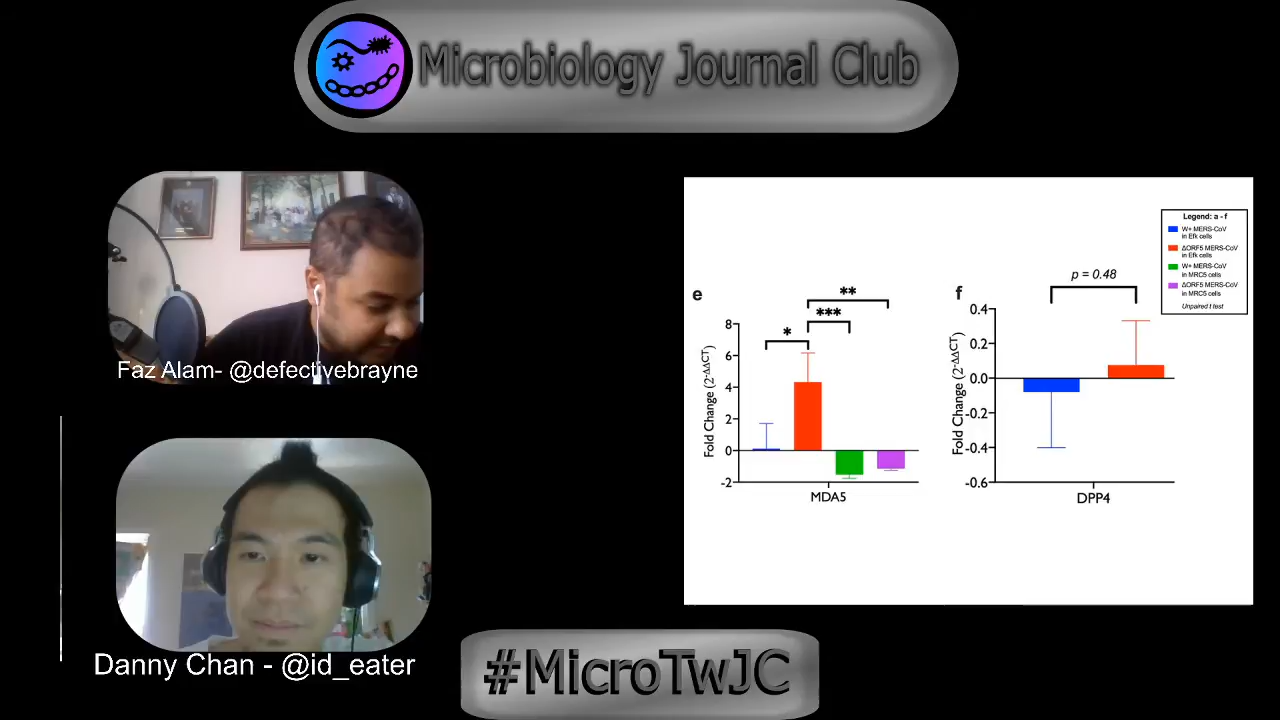 Microbiology Journal Club
Faz Alam- @defectivebrayne
Danny Chan - @id_eater
#MicroTwJC
Legend: a - f
W+ MERS-CoV
in Efk cells
ΔORF5 MERS-CoV
in Efk cells
W+ MERS-CoV
in MRC5 cells
ΔORF5 MERS-CoV
in MRC5 cells
Unpaired t test
e
**
***
*
8
6
4
2
0
-2
Fold Change (2-ΔΔCT)
MDA5
f
p = 0.48
0.4
0.2
0.0
-0.2
-0.4
-0.6
Fold Change (2-ΔΔCT)
DPP4